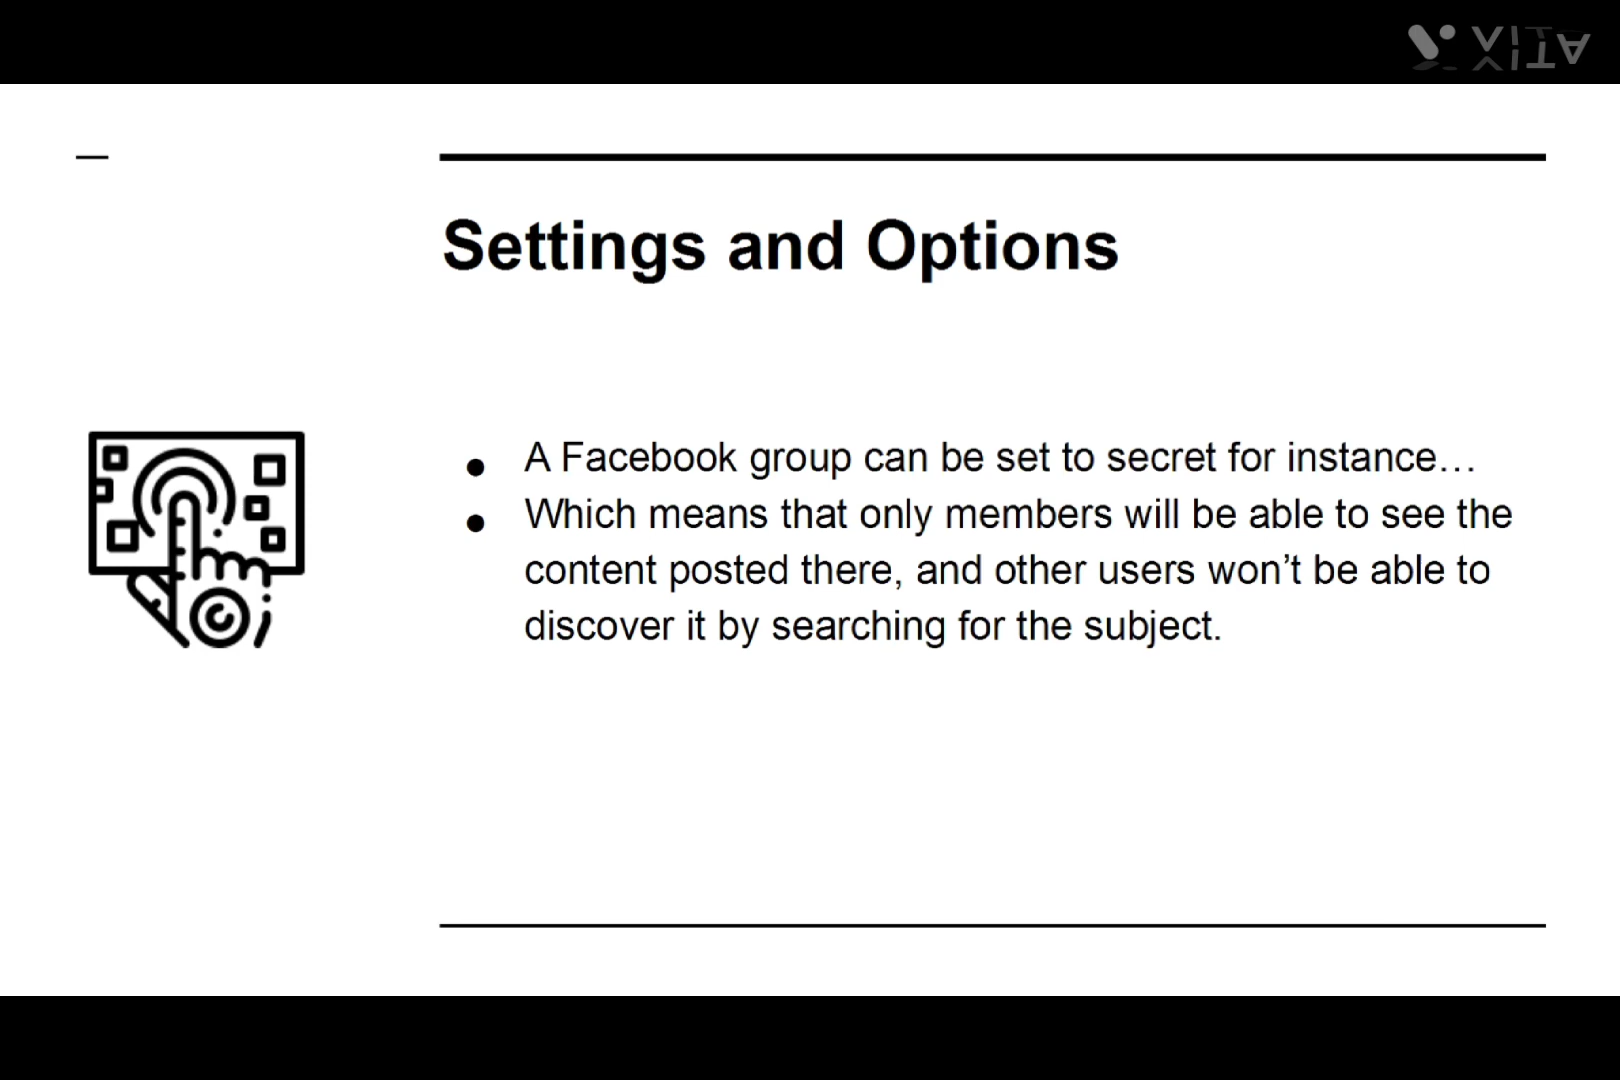 VITA
Settings and Options
● A Facebook group can be set to secret for instance…
● Which means that only members will be able to see the
content posted there, and other users won’t be able to
discover it by searching for the subject.